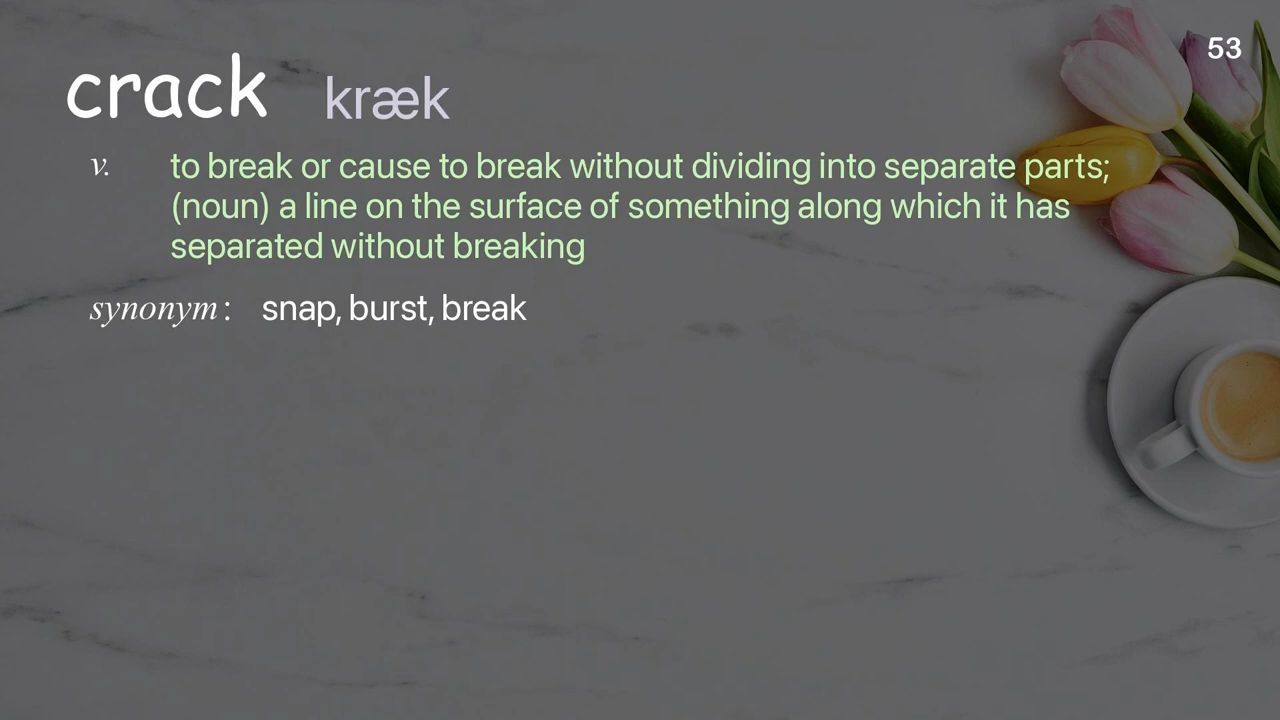 53
crack kræk
v. to break or cause to break without dividing into separate parts;
(noun) a line on the surface of something along which it has
separated without breaking
synonym: snap, burst, break